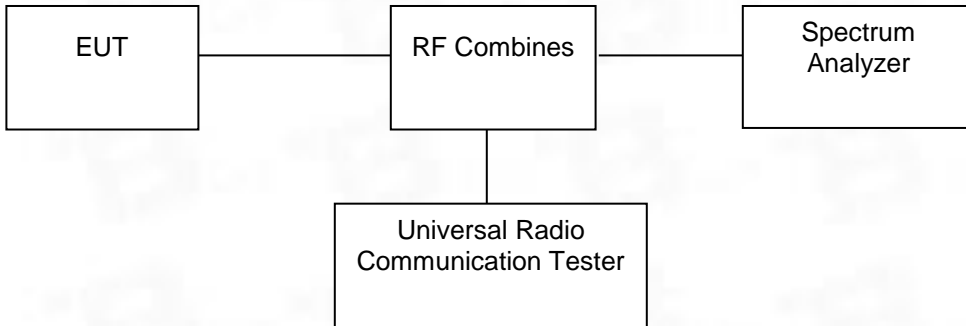 EUT
RF Combines
Spectrum
Analyzer
Universal Radio
Communication Tester